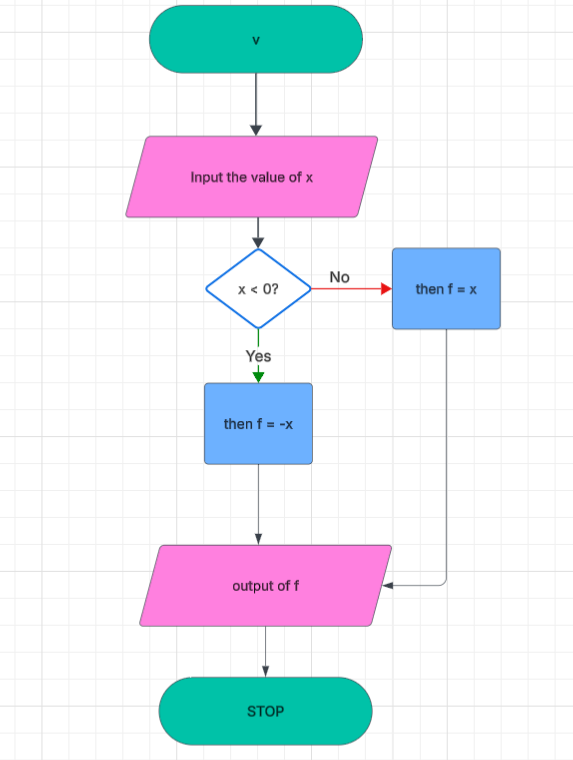 v
Input the value of x
x < 0?
No
then f = x
Yes
then f = -x
output of f
STOP